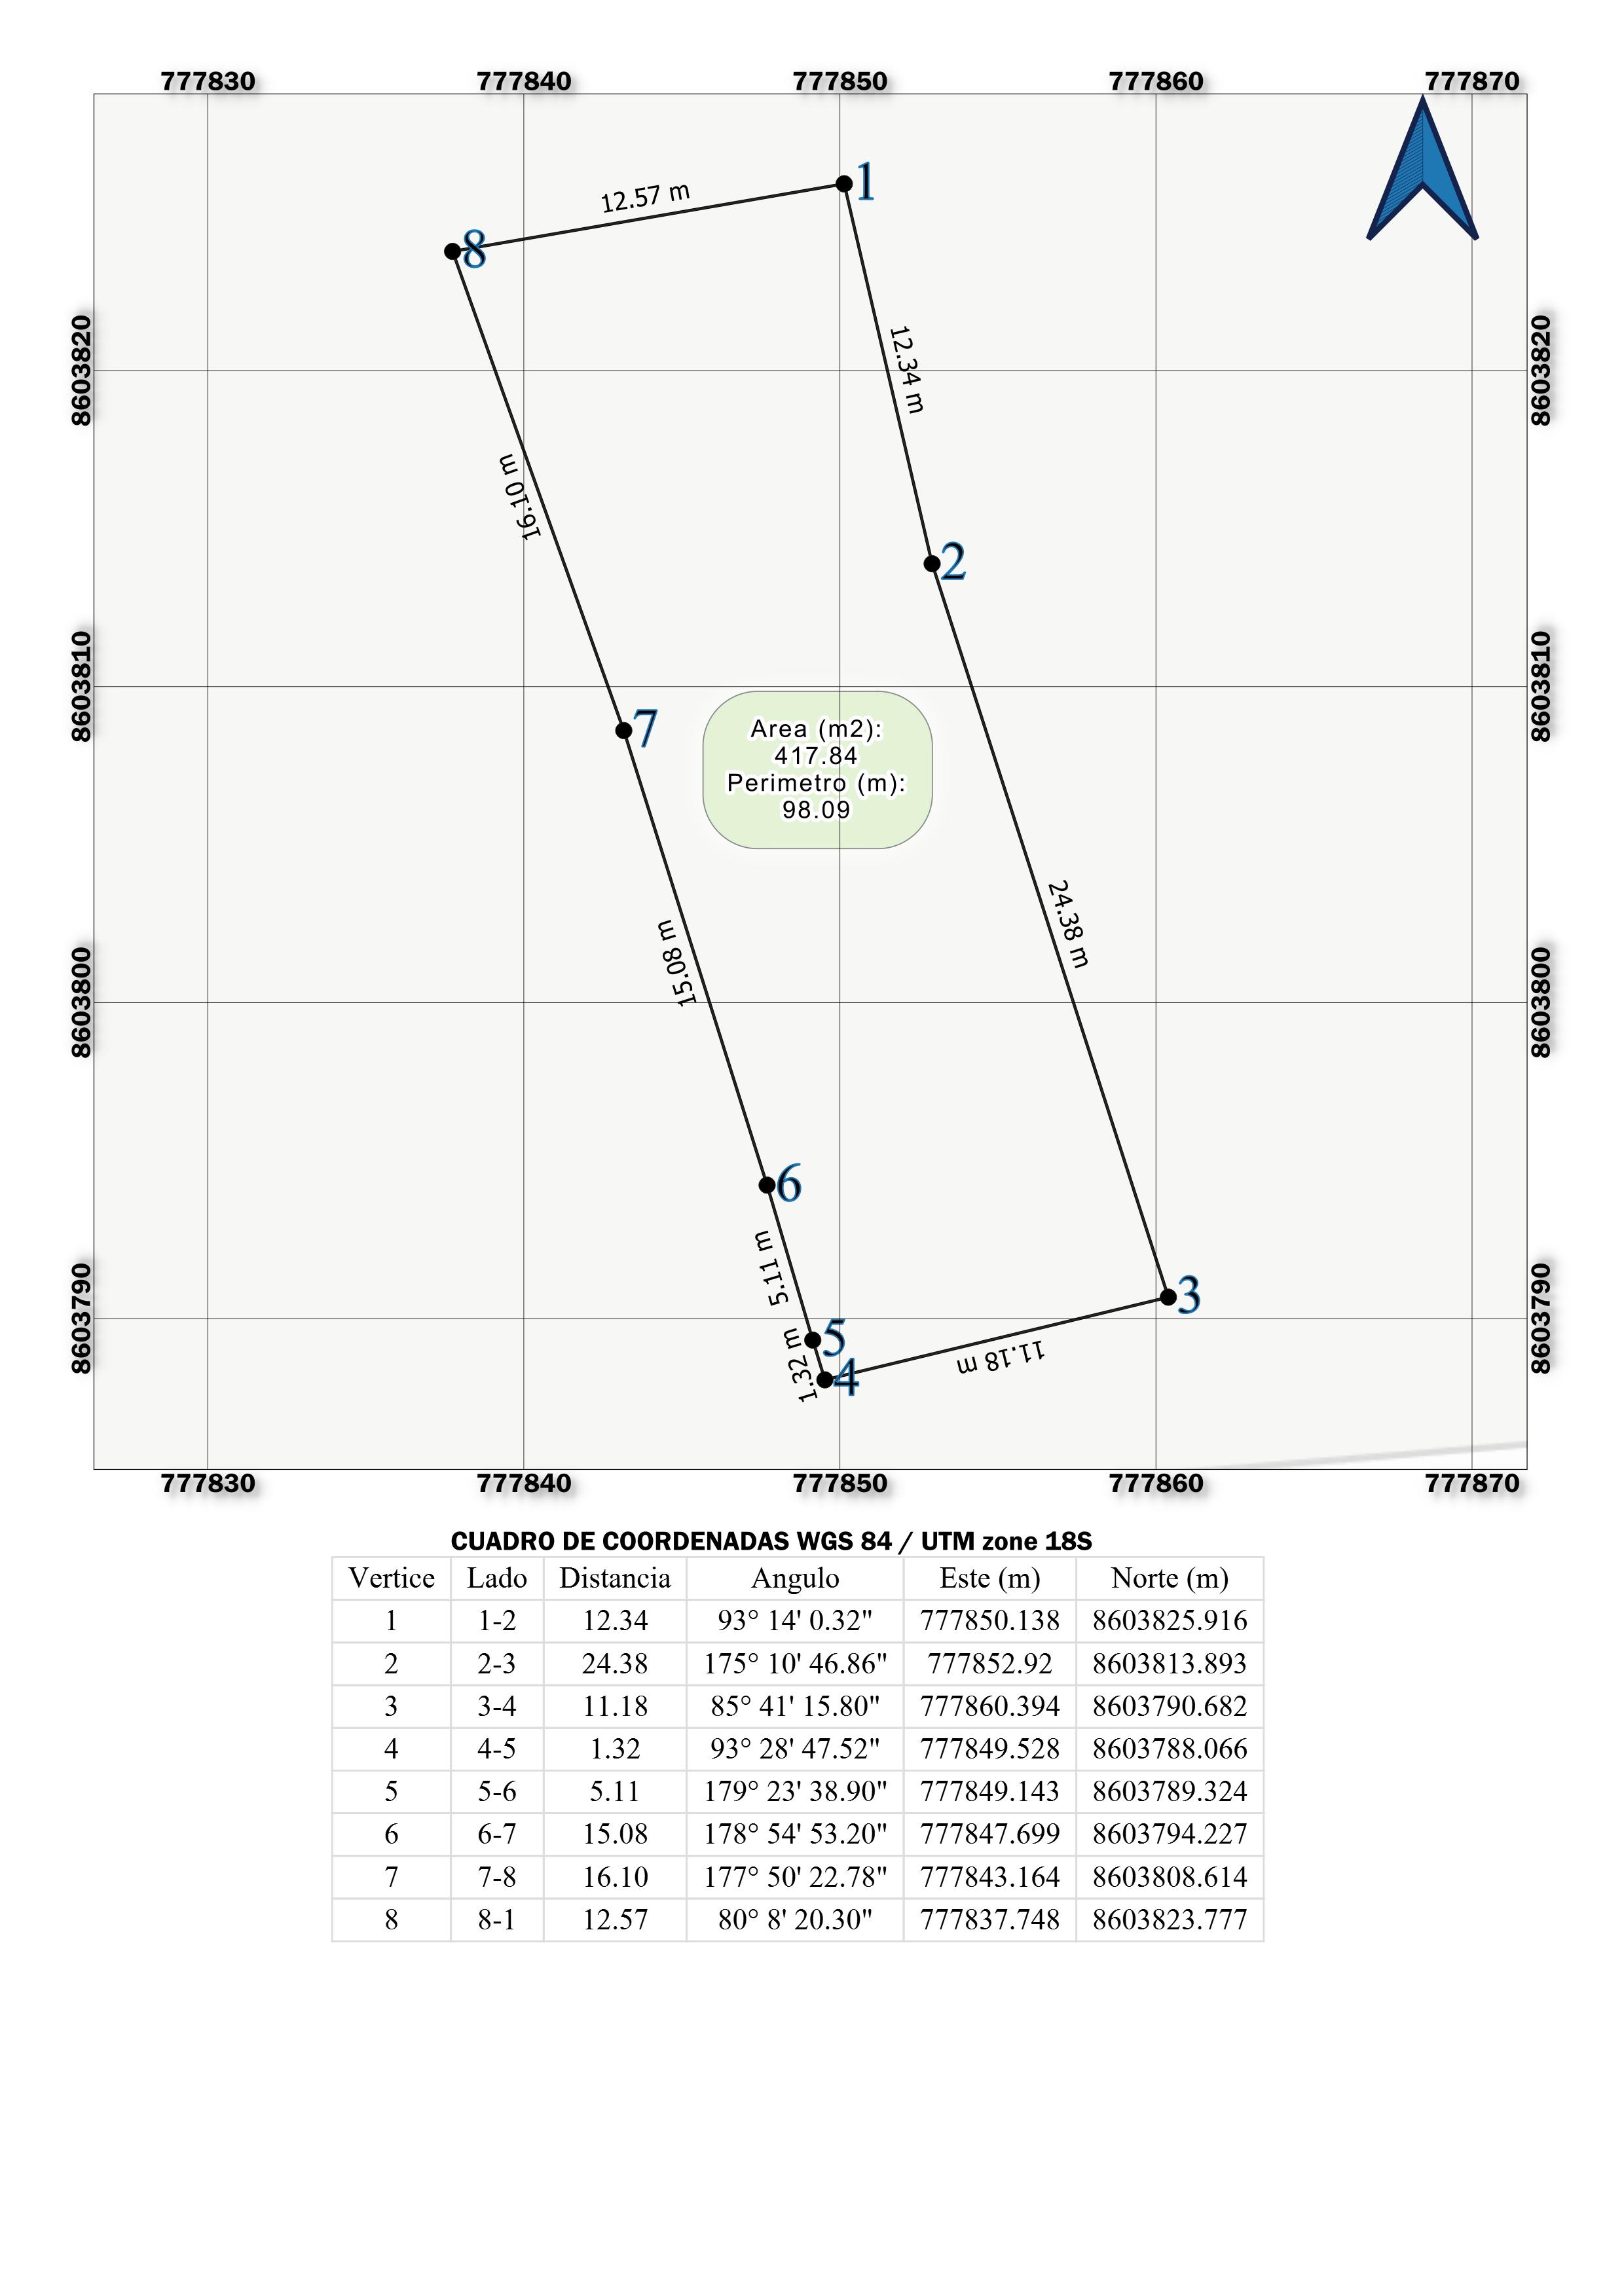 777830 777840 777850 777860 777870
1
12.57 m
8
8603820 8603820
12.34 m
16.10 m
2
8603810 8603810
7
Area (m2):
417.84
Perimetro (m):
98.09
24.38 m
15.08 m
8603800 8603800
6
5.11 m
3
8603790 8603790
5
1.32 m
11.18 m
4
777830 777840 777850 777860 777870
CUADRO DE COORDENADAS WGS 84 / UTM zone 18S
Vertice Lado Distancia Angulo Este (m) Norte (m)
1 1-2 12.34 93° 14' 0.32" 777850.138 8603825.916
2 2-3 24.38 175° 10' 46.86" 777852.92 8603813.893
3 3-4 11.18 85° 41' 15.80" 777860.394 8603790.682
4 4-5 1.32 93° 28' 47.52" 777849.528 8603788.066
5 5-6 5.11 179° 23' 38.90" 777849.143 8603789.324
6 6-7 15.08 178° 54' 53.20" 777847.699 8603794.227
7 7-8 16.10 177° 50' 22.78" 777843.164 8603808.614
8 8-1 12.57 80° 8' 20.30" 777837.748 8603823.777